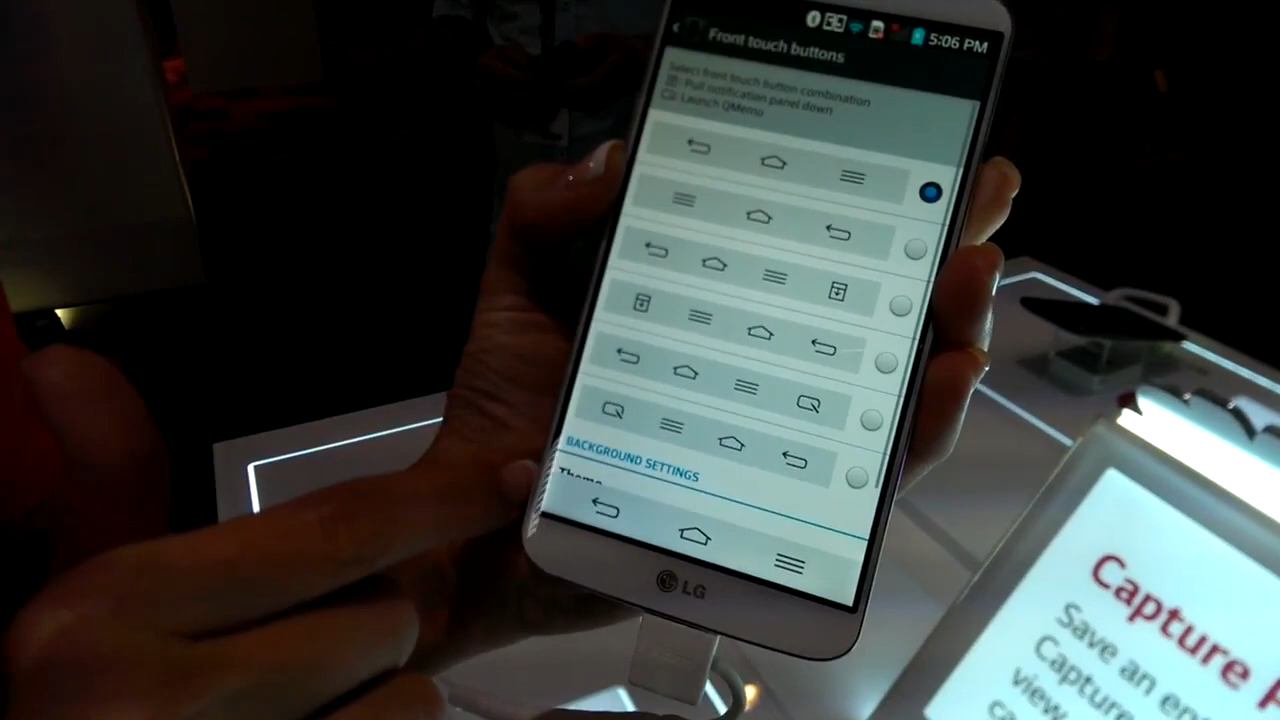 5:06 PM
Front touch buttons
Select front touch button combination
: Pull notification panel down
: Launch QMemo
BACKGROUND SETTINGS
Theme
LG
Capture
Save an
Capture
view